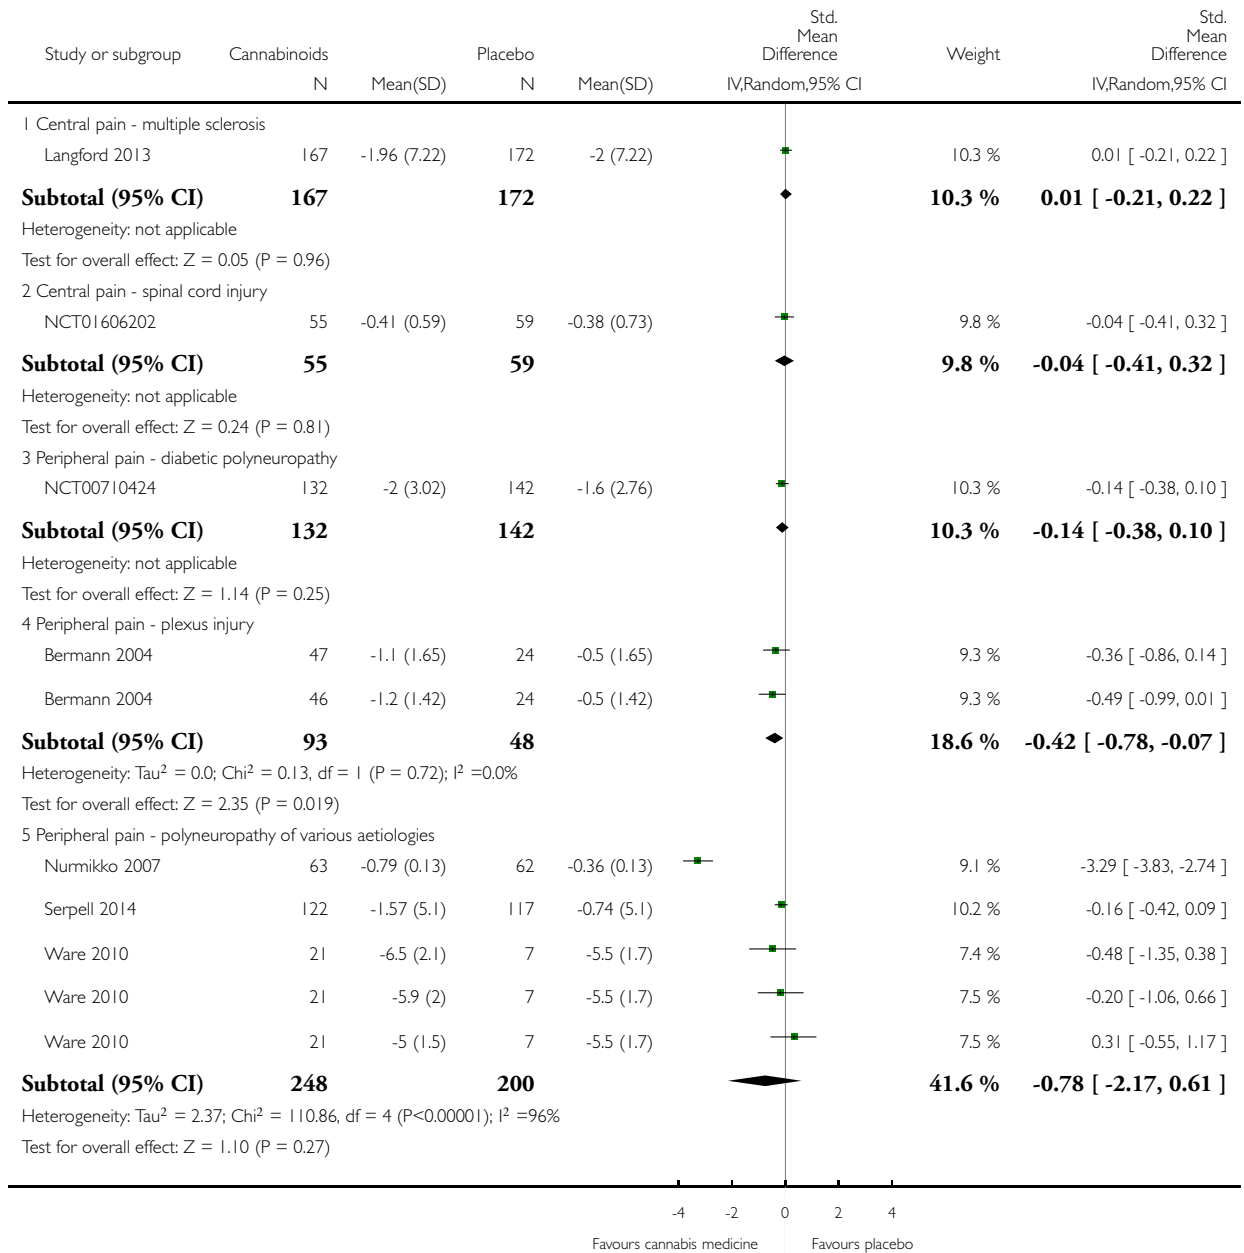 Std.
Mean
Difference
Std.
Mean
Difference
Study or subgroup Cannabinoids Placebo Weight
N Mean(SD) N Mean(SD) IV,Random,95% CI IV,Random,95% CI
1 Central pain - multiple sclerosis
Langford 2013 167 -1.96 (7.22) 172 -2 (7.22) 10.3 % 0.01 [ -0.21, 0.22 ]
Subtotal (95% CI) 167 172 10.3 % 0.01 [ -0.21, 0.22 ]
Heterogeneity: not applicable
Test for overall effect: Z = 0.05 (P = 0.96)
2 Central pain - spinal cord injury
NCT01606202 55 -0.41 (0.59) 59 -0.38 (0.73) 9.8 % -0.04 [ -0.41, 0.32 ]
Subtotal (95% CI) 55 59 9.8 % -0.04 [ -0.41, 0.32 ]
Heterogeneity: not applicable
Test for overall effect: Z = 0.24 (P = 0.81)
3 Peripheral pain - diabetic polyneuropathy
NCT00710424 132 -2 (3.02) 142 -1.6 (2.76) 10.3 % -0.14 [ -0.38, 0.10 ]
Subtotal (95% CI) 132 142 10.3 % -0.14 [ -0.38, 0.10 ]
Heterogeneity: not applicable
Test for overall effect: Z = 1.14 (P = 0.25)
4 Peripheral pain - plexus injury
Bermann 2004 47 -1.1 (1.65) 24 -0.5 (1.65) 9.3 % -0.36 [ -0.86, 0.14 ]
Bermann 2004 46 -1.2 (1.42) 24 -0.5 (1.42) 9.3 % -0.49 [ -0.99, 0.01 ]
Subtotal (95% CI) 93 48 18.6 % -0.42 [ -0.78, -0.07 ]
Heterogeneity: Tau² = 0.0; Chi² = 0.13, df = 1 (P = 0.72); I² =0.0%
Test for overall effect: Z = 2.35 (P = 0.019)
5 Peripheral pain - polyneuropathy of various aetiologies
Nurmikko 2007 63 -0.79 (0.13) 62 -0.36 (0.13) 9.1 % -3.29 [ -3.83, -2.74 ]
Serpell 2014 122 -1.57 (5.1) 117 -0.74 (5.1) 10.2 % -0.16 [ -0.42, 0.09 ]
Ware 2010 21 -6.5 (2.1) 7 -5.5 (1.7) 7.4 % -0.48 [ -1.35, 0.38 ]
Ware 2010 21 -5.9 (2) 7 -5.5 (1.7) 7.5 % -0.20 [ -1.06, 0.66 ]
Ware 2010 21 -5 (1.5) 7 -5.5 (1.7) 7.5 % 0.31 [ -0.55, 1.17 ]
Subtotal (95% CI) 248 200 41.6 % -0.78 [ -2.17, 0.61 ]
Heterogeneity: Tau² = 2.37; Chi² = 110.86, df = 4 (P<0.00001); I² =96%
Test for overall effect: Z = 1.10 (P = 0.27)
-4 -2 0 2 4
Favours cannabis medicine Favours placebo